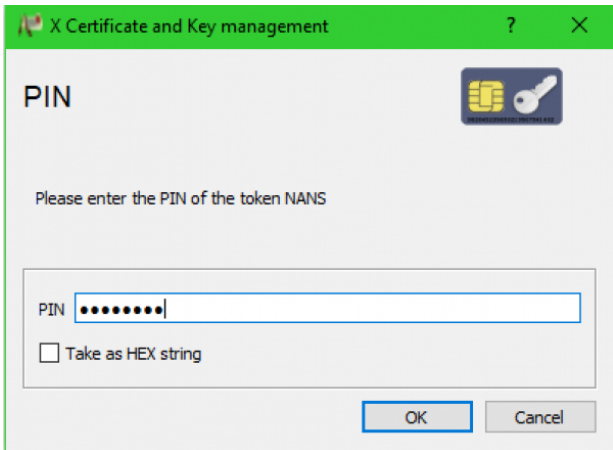 X Certificate and Key management
PIN
Please enter the PIN of the token NANS
PIN ●●●●●●●●
Take as HEX string
OK Cancel